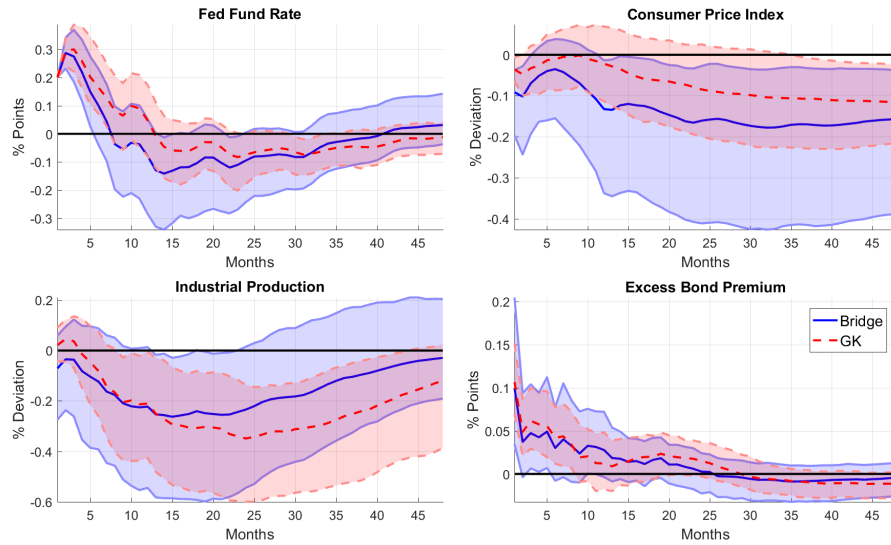 Fed Fund Rate
% Points
0.3
0.2
0.1
0
-0.1
-0.2
-0.3
5 10 15 20 25 30 35 40 45
Months
Consumer Price Index
% Deviation
0
-0.1
-0.2
-0.3
-0.4
5 10 15 20 25 30 35 40 45
Months
Industrial Production
% Deviation
0.2
0
-0.2
-0.4
-0.6
5 10 15 20 25 30 35 40 45
Months
Excess Bond Premium
% Points
0.2
0.15
0.1
0.05
0
5 10 15 20 25 30 35 40 45
Months
Bridge
GK